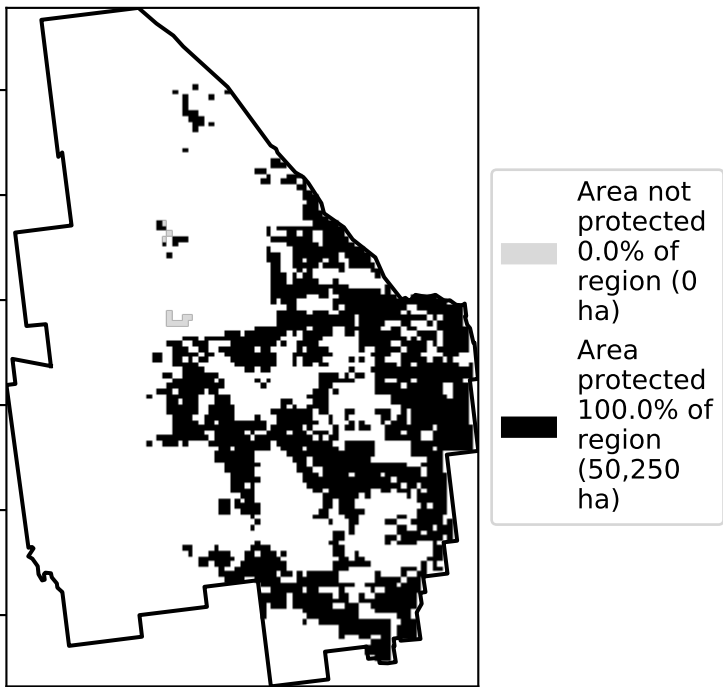 Area not
protected
0.0% of
region (0
ha)
Area
protected
100.0% of
region
(50,250
ha)